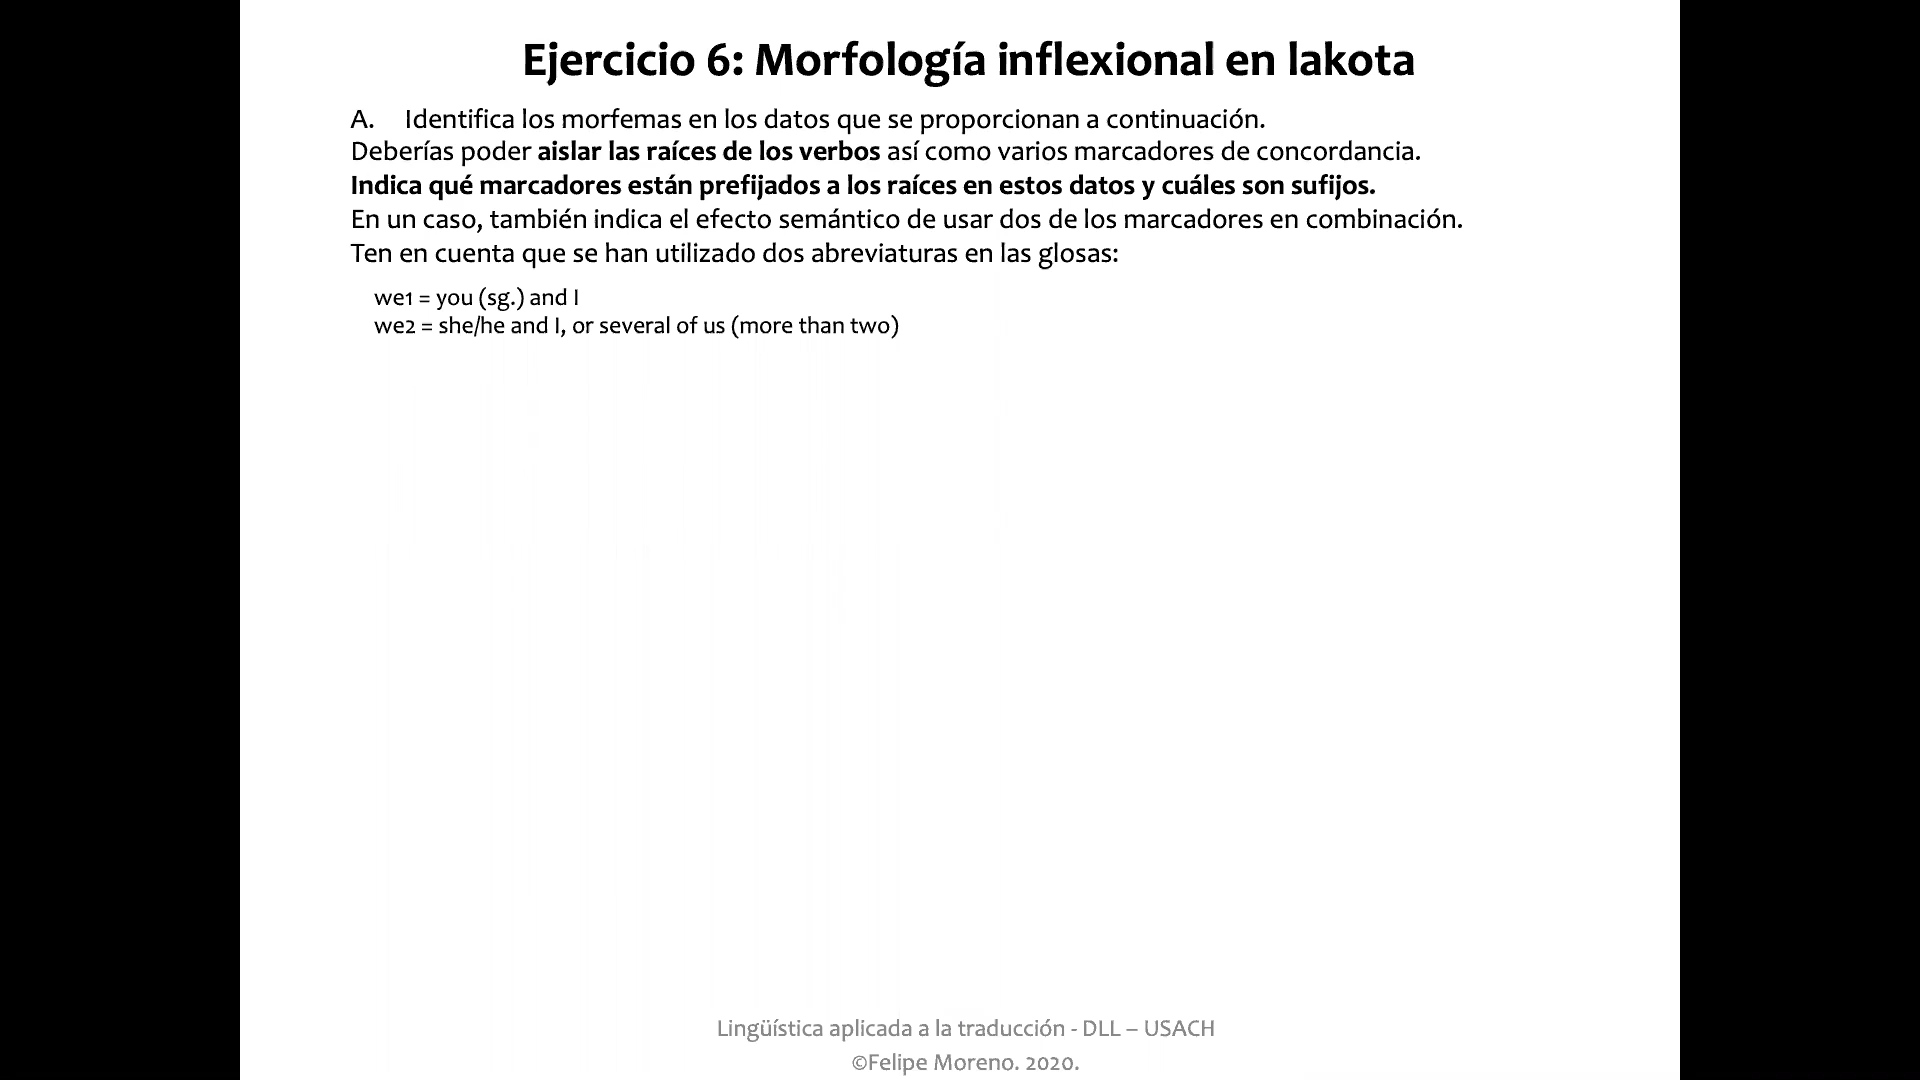 Ejercicio 6: Morfología inflexional en lakota
A. Identifica los morfemas en los datos que se proporcionan a continuación.
Deberías poder aislar las raíces de los verbos así como varios marcadores de concordancia.
Indica qué marcadores están prefijados a los raíces en estos datos y cuáles son sufijos.
En un caso, también indica el efecto semántico de usar dos de los marcadores en combinación.
Ten en cuenta que se han utilizado dos abreviaturas en las glosas:
we1 = you (sg.) and I
we2 = she/he and I, or several of us (more than two)
Lingüística aplicada a la traducción - DLL – USACH
©Felipe Moreno. 2020.